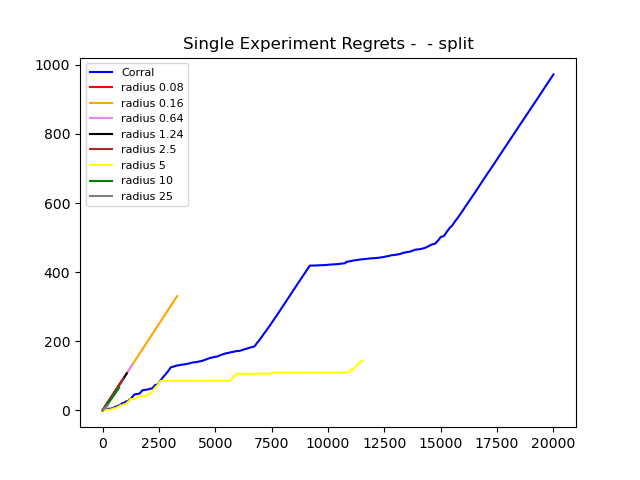 Single Experiment Regrets -  - split
1000
800
600
400
200
0
Corral
radius 0.08
radius 0.16
radius 0.64
radius 1.24
radius 2.5
radius 5
radius 10
radius 25
0 2500 5000 7500 10000 12500 15000 17500 20000